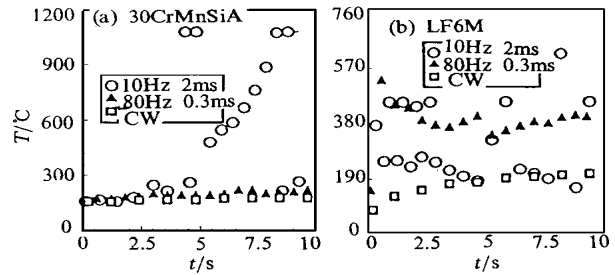 (a) 30CrMnSiA
1200
900
600
300
0
T/°C
10Hz 2ms
80Hz 0.3ms
CW
0 2.5 5 7.5 10
t/s
(b) LF6M
760
570
380
190
0
10Hz 2ms
80Hz 0.3ms
CW
0 2.5 5 7.5 10
t/s